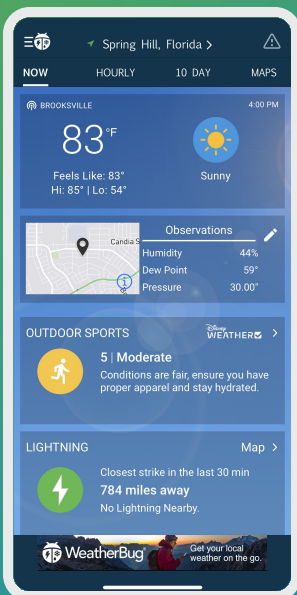 Spring Hill, Florida >
NOW HOURLY 10 DAY MAPS
BROOKSVILLE 4:00 PM
83°F
Feels Like: 83°
Hi: 85° | Lo: 54°
Sunny
Candia S
Observations
Humidity 44%
Dew Point 59°
Pressure 30.00"
OUTDOOR SPORTS Disney WEATHER >
5 | Moderate
Conditions are fair, ensure you have
proper apparel and stay hydrated.
LIGHTNING Map >
Closest strike in the last 30 min
784 miles away
No Lightning Nearby.
WeatherBug
Get your local
weather on the go.